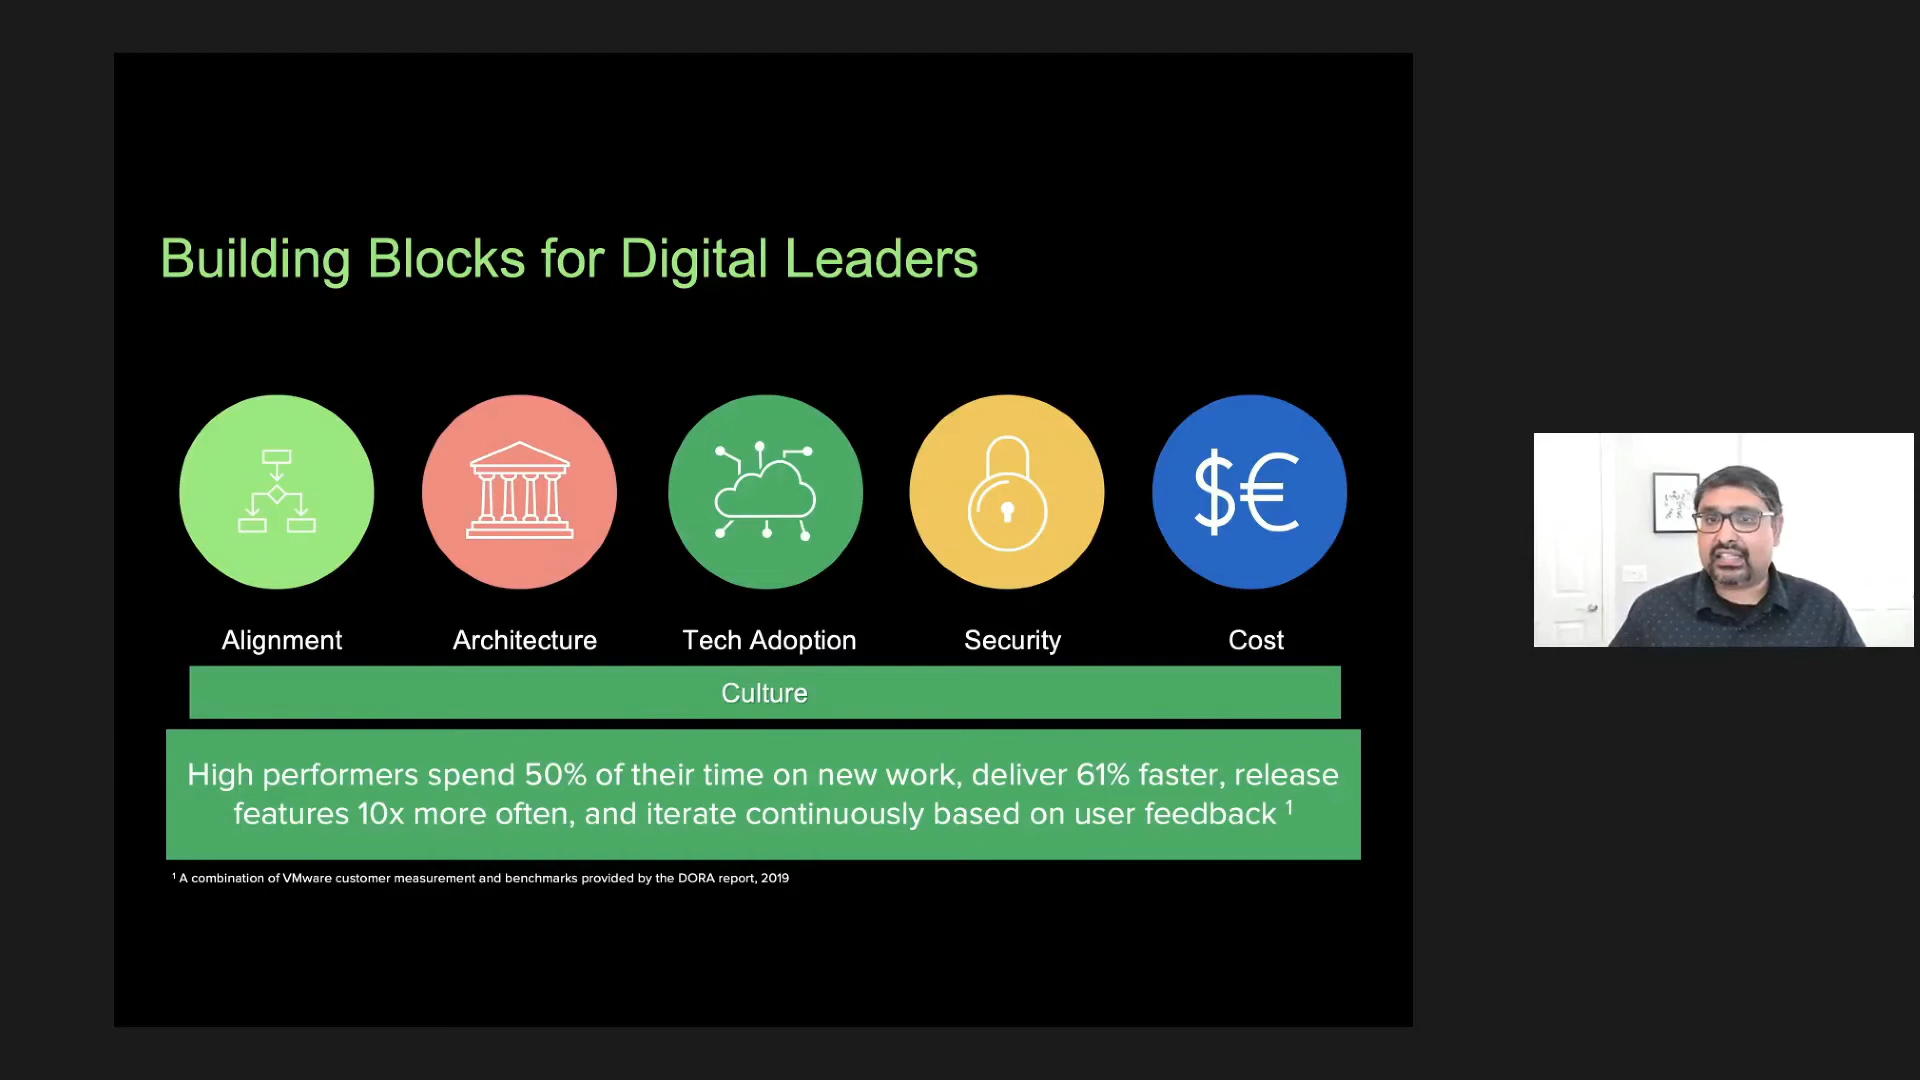 Building Blocks for Digital Leaders
$€
Alignment
Architecture
Tech Adoption
Security
Cost
Culture
High performers spend 50% of their time on new work, deliver 61% faster, release
features 10x more often, and iterate continuously based on user feedback ¹
¹ A combination of VMware customer measurement and benchmarks provided by the DORA report, 2019